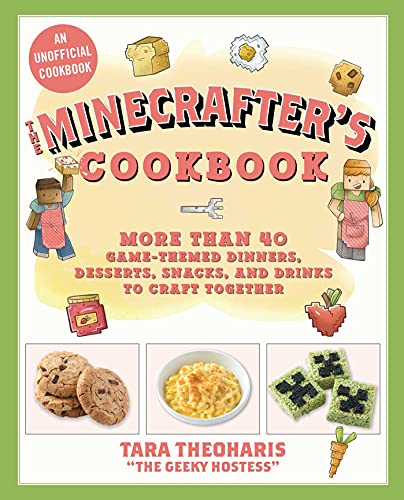 AN
UNOFFICIAL
COOKBOOK
THE MINECRAFTER'S
COOKBOOK
MORE THAN 40
GAME-THEMED DINNERS,
DESSERTS, SNACKS, AND DRINKS
TO CRAFT TOGETHER
TARA THEOHARIS
"THE GEEKY HOSTESS"